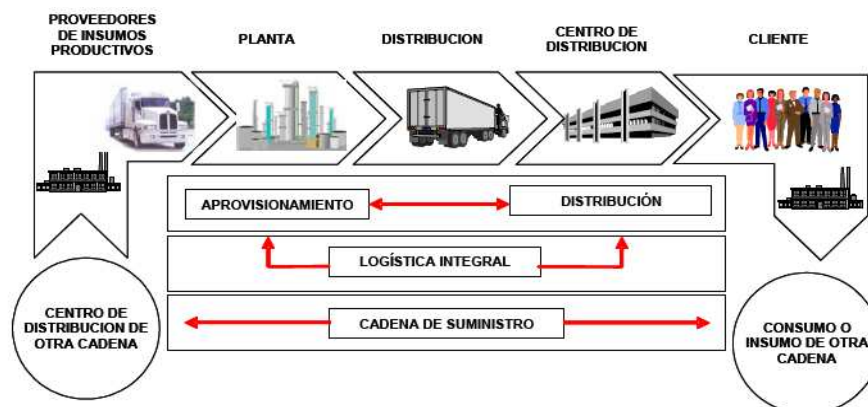 PROVEEDORES
DE INSUMOS
PRODUCTIVOS
PLANTA
DISTRIBUCION
CENTRO DE
DISTRIBUCION
CLIENTE
APROVISIONAMIENTO
DISTRIBUCIÓN
LOGÍSTICA INTEGRAL
CADENA DE SUMINISTRO
CENTRO DE
DISTRIBUCION DE
OTRA CADENA
CONSUMO O
INSUMO DE OTRA
CADENA